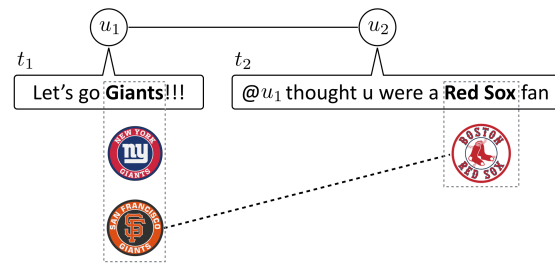 u₁ u₂
t₁ t₂
Let's go Giants!!! @u₁ thought u were a Red Sox fan
NEW YORK
ny
GIANTS
BOSTON
RED SOX
SAN FRANCISCO
SF
GIANTS